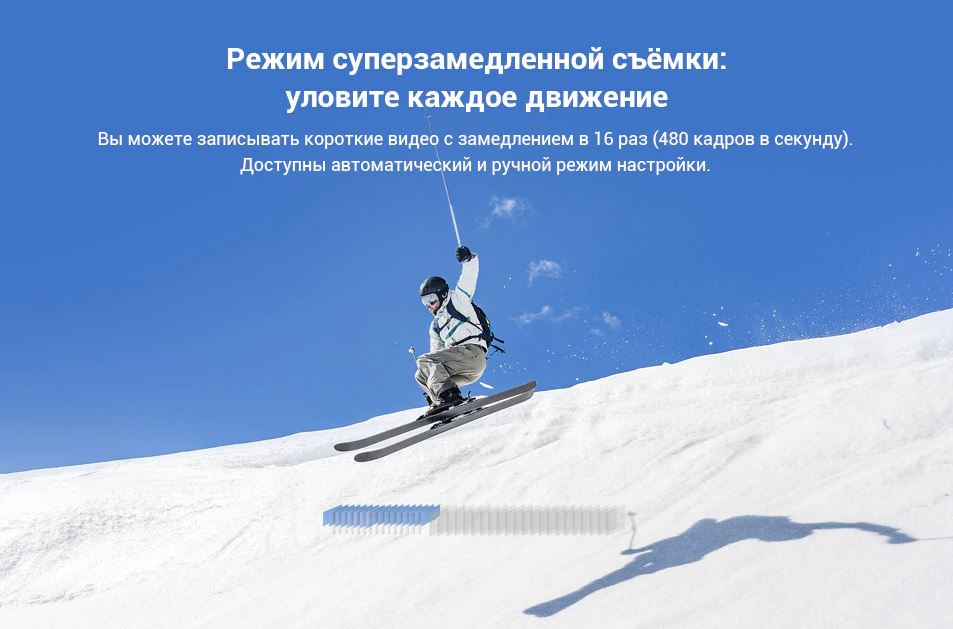 Режим суперзамедленной съёмки:
уловите каждое движение
Вы можете записывать короткие видео с замедлением в 16 раз (480 кадров в секунду).
Доступны автоматический и ручной режим настройки.